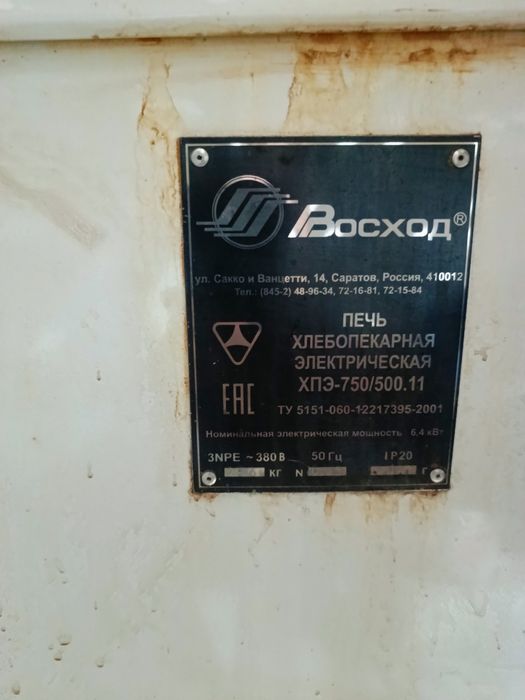 Восход®
ул. Сакко и Ванцетти, 14, Саратов, Россия, 410012
Тел.: (845-2) 48-96-34, 72-16-81, 72-15-84
ПЕЧЬ
ХЛЕБОПЕКАРНАЯ
ЭЛЕКТРИЧЕСКАЯ
ХПЭ-750/500.11
ЕАС
ТУ 5151-060-12217395-2001
Номинальная электрическая мощность 6,4 кВт
3NPE ~380В 50 Гц IP20
КГ N Г